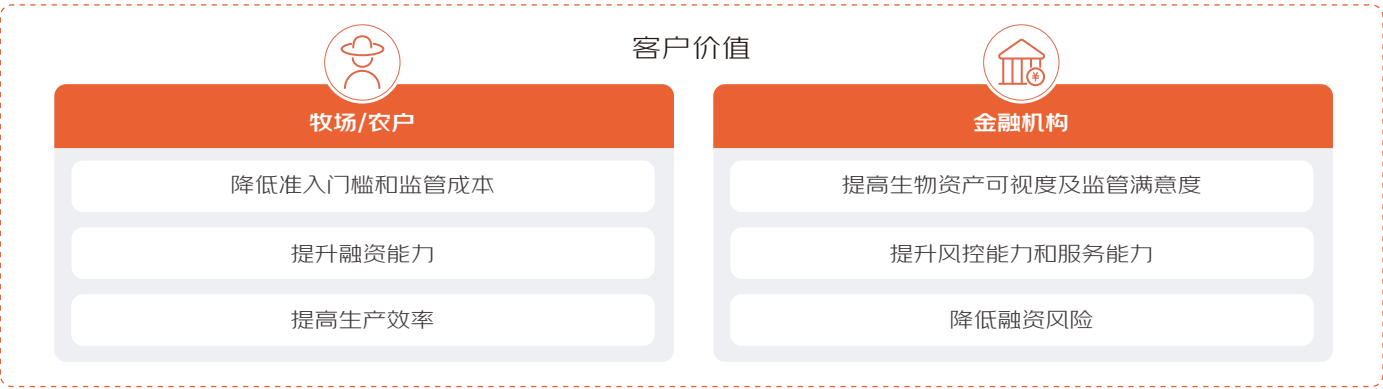 客户价值
牧场/农户
降低准入门槛和监管成本
提升融资能力
提高生产效率
¥
金融机构
提高生物资产可视度及监管满意度
提升风控能力和服务能力
降低融资风险